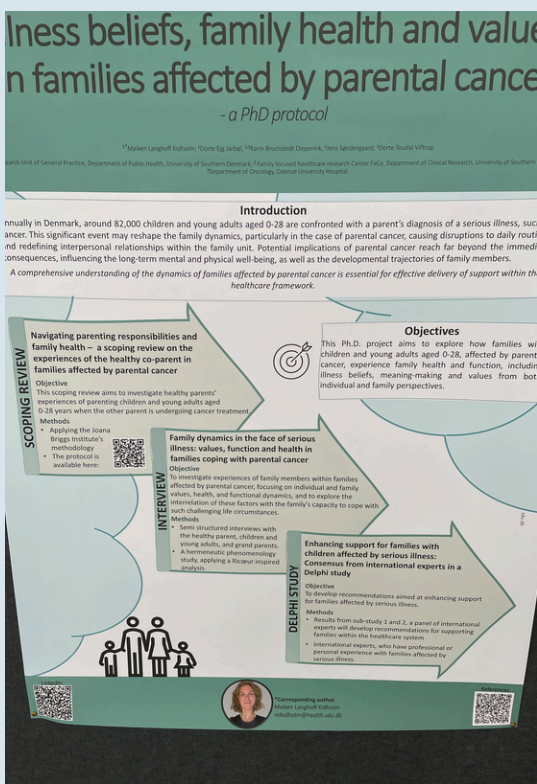 lness beliefs, family health and value
n families affected by parental cance
- a PhD protocol
1*Maiken Langhoff Kidholm, 1Dorte Ejg Jarbøl, 2,3Karin Brochstedt Dieperink, 1Jens Søndergaard, 2Dorte Toudal Viftrup
earch Unit of General Practice, Department of Public Health, University of Southern Denmark, 2Family focused healthcare research Center FaCe, Department of Clinical Research, University of Southern
3Department of Oncology, Odense University Hospital
Introduction
nnually in Denmark, around 82,000 children and young adults aged 0-28 are confronted with a parent's diagnosis of a serious illness, suc
ancer. This significant event may reshape the family dynamics, particularly in the case of parental cancer, causing disruptions to daily routi
nd redefining interpersonal relationships within the family unit. Potential implications of parental cancer reach far beyond the immedi
onsequences, influencing the long-term mental and physical well-being, as well as the developmental trajectories of family members.
A comprehensive understanding of the dynamics of families affected by parental cancer is essential for effective delivery of support within the
healthcare framework.
SCOPING REVIEW
Navigating parenting responsibilities and
family health – a scoping review on the
experiences of the healthy co-parent in
families affected by parental cancer
Objective
This scoping review aims to investigate healthy parents'
experiences of parenting children and young adults aged
0-28 years when the other parent is undergoing cancer treatment.
Methods
• Applying the Joana
Briggs Institute's
methodology
• The protocol is
available here:
Objectives
This Ph.D. project aims to explore how families wi
children and young adults aged 0-28, affected by parent
cancer, experience family health and function, includin
illness beliefs, meaning-making and values from bot
individual and family perspectives.
INTERVIEW
Family dynamics in the face of serious
illness: values, function and health in
families coping with parental cancer
Objective
To investigate experiences of family members within families
affected by parental cancer, focusing on individual and family
values, health, and functional dynamics, and to explore the
interrelation of these factors with the family's capacity to cope with
such challenging life circumstances.
Methods
• Semi structured interviews with
the healthy parent, children and
young adults, and grand parents.
• A hermeneutic phenomenology
study, applying a Ricœur inspired
analysis.
DELPHI STUDY
Enhancing support for families with
children affected by serious illness:
Consensus from international experts in a
Delphi study
Objective
To develop recommendations aimed at enhancing support
for families affected by serious illness.
Methods
• Results from sub-study 1 and 2, a panel of international
experts will develop recommendations for supporting
families within the healthcare system
• International experts, who have professional or
personal experience with families affected by
serious illness.
LinkedIn
*Corresponding author
Maiken Langhoff Kidholm
mlkidholm@health.sdu.dk
References